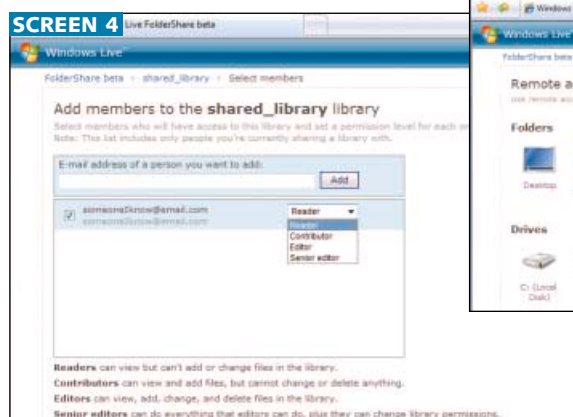 SCREEN 4
Live FolderShare beta
Windows Live™
FolderShare beta › shared_library › Select members
Add members to the shared_library library
Select members who will have access to this library and set a permission level for each
Note: This list includes only people you're currently sharing a library with.
E-mail address of a person you want to add:
Add
someoneIknow@email.com
someoneIknow@email.com
Reader
Reader
Contributor
Editor
Senior editor
Readers can view but can't add or change files in the library.
Contributors can view and add files, but cannot change or delete anything.
Editors can view, add, change, and delete files in the library.
Senior editors can do everything that editors can do, plus they can change library permissions.
Windows
Windows Live
FolderShare beta
Remote a
Folders
Desktop
Drives
C: (Local
Disk)